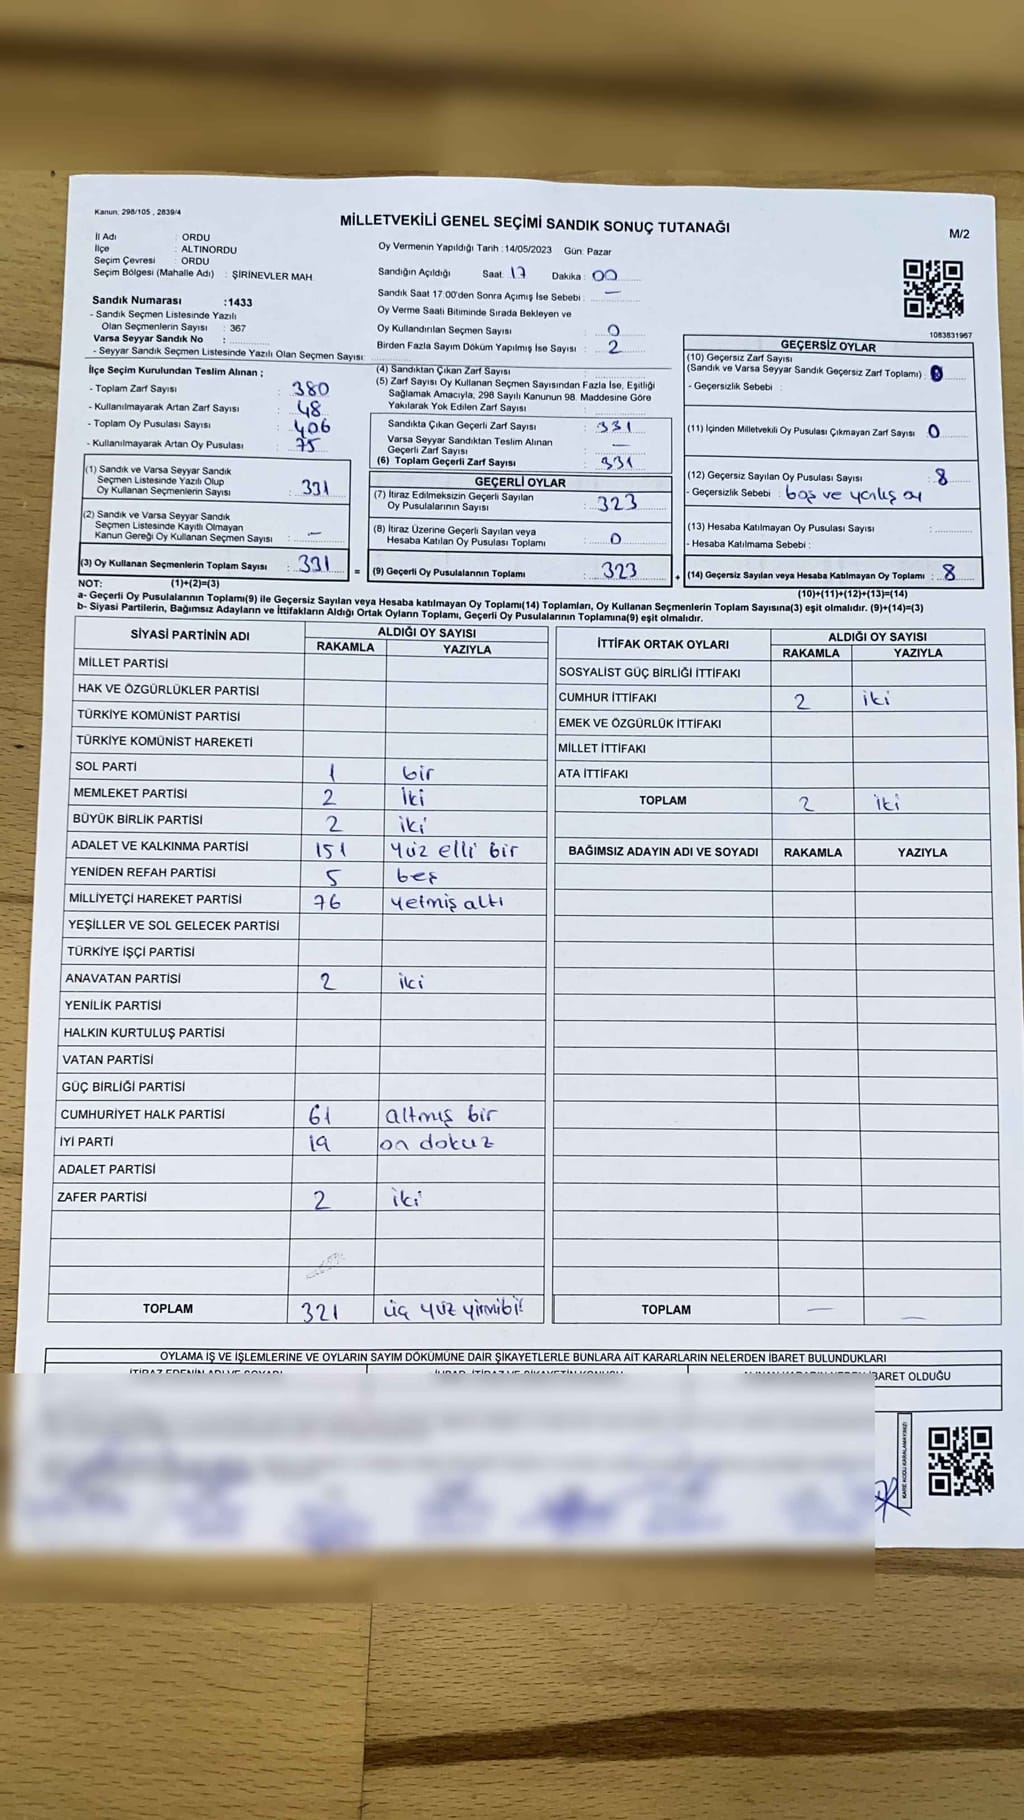 Kanun: 298/105 , 2839/4
MİLLETVEKİLİ GENEL SEÇİMİ SANDIK SONUÇ TUTANAĞI
M/2
İl Adı : ORDU
İlçe : ALTINORDU
Seçim Çevresi : ORDU
Seçim Bölgesi (Mahalle Adı) : ŞİRİNEVLER MAH
Sandık Numarası :1433
- Sandık Seçmen Listesinde Yazılı
Olan Seçmenlerin Sayısı : 367
Varsa Seyyar Sandık No :
- Seyyar Sandık Seçmen Listesinde Yazılı Olan Seçmen Sayısı:
İlçe Seçim Kurulundan Teslim Alınan ;
- Toplam Zarf Sayısı : 380
- Kullanılmayarak Artan Zarf Sayısı : 48
- Toplam Oy Pusulası Sayısı : 406
- Kullanılmayarak Artan Oy Pusulası : 75
(1) Sandık ve Varsa Seyyar Sandık
Seçmen Listesinde Yazılı Olup
Oy Kullanan Seçmenlerin Sayısı : 331
(2) Sandık ve Varsa Seyyar Sandık
Seçmen Listesinde Kayıtlı Olmayan
Kanun Gereği Oy Kullanan Seçmen Sayısı : –
(3) Oy Kullanan Seçmenlerin Toplam Sayısı : 331
Oy Vermenin Yapıldığı Tarih :14/05/2023 Gün: Pazar
Sandığın Açıldığı Saat: 17 Dakika : 00
Sandık Saat 17:00'den Sonra Açımış İse Sebebi : –
Oy Verme Saati Bitiminde Sırada Bekleyen ve
Oy Kullandırılan Seçmen Sayısı : 0
Birden Fazla Sayım Döküm Yapılmış İse Sayısı : 2
(4) Sandıktan Çıkan Zarf Sayısı :
(5) Zarf Sayısı Oy Kullanan Seçmen Sayısından Fazla İse, Eşitliği
Sağlamak Amacıyla, 298 Sayılı Kanunun 98. Maddesine Göre
Yakılarak Yok Edilen Zarf Sayısı :
Sandıkta Çıkan Geçerli Zarf Sayısı : 331
Varsa Seyyar Sandıktan Teslim Alınan
Geçerli Zarf Sayısı : –
(6) Toplam Geçerli Zarf Sayısı : 331
GEÇERLİ OYLAR
(7) İtiraz Edilmeksizin Geçerli Sayılan
Oy Pusulalarının Sayısı : 323
(8) İtiraz Üzerine Geçerli Sayılan veya
Hesaba Katılan Oy Pusulası Toplamı : 0
= (9) Geçerli Oy Pusulalarının Toplamı : 323
1083831967
GEÇERSİZ OYLAR
(10) Geçersiz Zarf Sayısı
(Sandık ve Varsa Seyyar Sandık Geçersiz Zarf Toplamı) :
- Geçersizlik Sebebi :
(11) İçinden Milletvekili Oy Pusulası Çıkmayan Zarf Sayısı : 0
(12) Geçersiz Sayılan Oy Pusulası Sayısı : 8
- Geçersizlik Sebebi : boş ve yanlış oy
(13) Hesaba Katılmayan Oy Pusulası Sayısı :
- Hesaba Katılmama Sebebi :
+ (14) Geçersiz Sayılan veya Hesaba Katılmayan Oy Toplamı : 8
NOT: (1)+(2)=(3)
(10)+(11)+(12)+(13)=(14)
a- Geçerli Oy Pusulalarının Toplamı(9) ile Geçersiz Sayılan veya Hesaba katılmayan Oy Toplamı(14) Toplamları, Oy Kullanan Seçmenlerin Toplam Sayısına(3) eşit olmalıdır. (9)+(14)=(3)
b- Siyasi Partilerin, Bağımsız Adayların ve İttifakların Aldığı Ortak Oyların Toplamı, Geçerli Oy Pusulalarının Toplamına(9) eşit olmalıdır.
SİYASİ PARTİNİN ADI ALDIĞI OY SAYISI
RAKAMLA YAZIYLA
MİLLET PARTİSİ
HAK VE ÖZGÜRLÜKLER PARTİSİ
TÜRKİYE KOMÜNİST PARTİSİ
TÜRKİYE KOMÜNİST HAREKETİ
SOL PARTİ 1 bir
MEMLEKET PARTİSİ 2 iki
BÜYÜK BİRLİK PARTİSİ 2 iki
ADALET VE KALKINMA PARTİSİ 151 yüz elli bir
YENİDEN REFAH PARTİSİ 5 beş
MİLLİYETÇİ HAREKET PARTİSİ 76 yetmiş altı
YEŞİLLER VE SOL GELECEK PARTİSİ
TÜRKİYE İŞÇİ PARTİSİ
ANAVATAN PARTİSİ 2 iki
YENİLİK PARTİSİ
HALKIN KURTULUŞ PARTİSİ
VATAN PARTİSİ
GÜÇ BİRLİĞİ PARTİSİ
CUMHURİYET HALK PARTİSİ 61 altmış bir
İYİ PARTİ 19 on dokuz
ADALET PARTİSİ
ZAFER PARTİSİ 2 iki
TOPLAM 321 üç yüz yirmibi
İTTİFAK ORTAK OYLARI ALDIĞI OY SAYISI
RAKAMLA YAZIYLA
SOSYALİST GÜÇ BİRLİĞİ İTTİFAKI
CUMHUR İTTİFAKI 2 iki
EMEK VE ÖZGÜRLÜK İTTİFAKI
MİLLET İTTİFAKI
ATA İTTİFAKI
TOPLAM 2 iki
BAĞIMSIZ ADAYIN ADI VE SOYADI RAKAMLA YAZIYLA
TOPLAM – –
OYLAMA İŞ VE İŞLEMLERİNE VE OYLARIN SAYIM DÖKÜMÜNE DAİR ŞİKAYETLERLE BUNLARA AİT KARARLARIN NELERDEN İBARET BULUNDUKLARI
İBARET OLDUĞU
KARE KODU KARALAMAYINIZ!